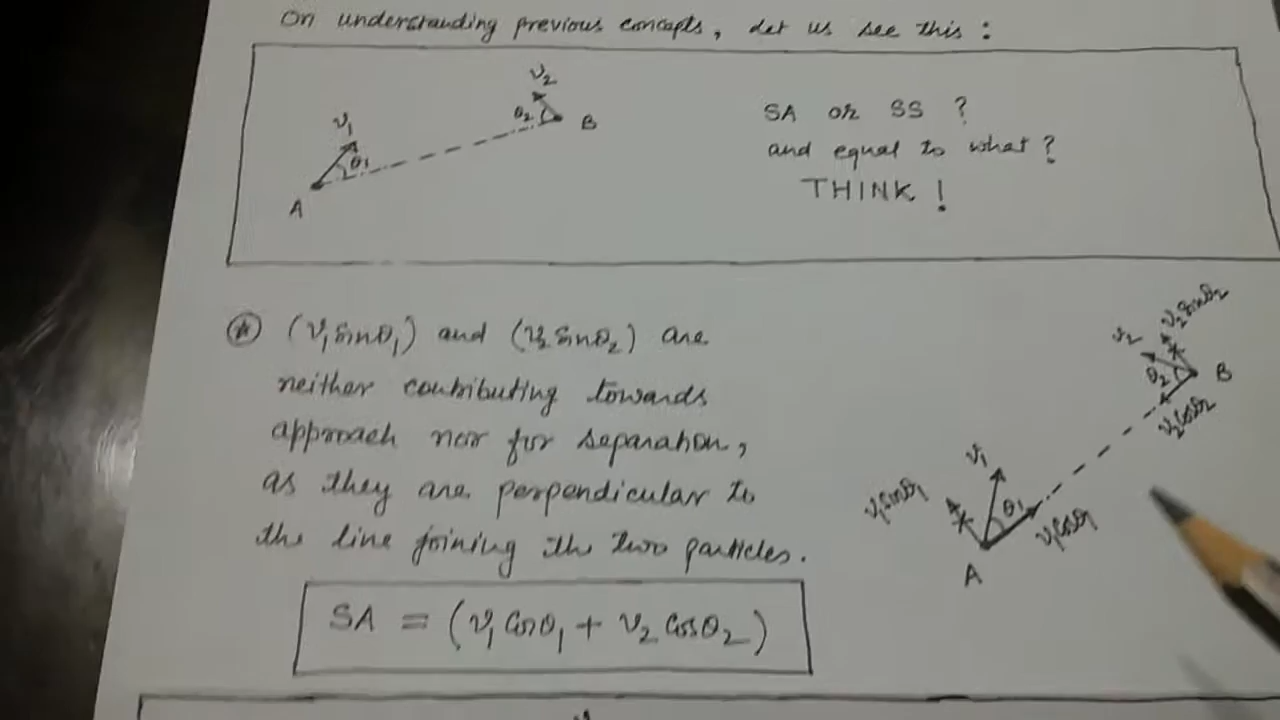 On understanding previous concepts, let us see this :
v₂
θ₂
B
v₁
θ₁
A
SA or SS ?
and equal to what ?
THINK !
(*) (v₁ sinθ₁) and (v₂ sinθ₂) are
neither contributing towards
approach nor for separation,
as they are perpendicular to
the line joining the two particles.
SA = (v₁ cosθ₁ + v₂ cosθ₂)
v₂ sinθ₂
v₂
θ₂
B
v₂ cosθ₂
v₁
v₁ sinθ₁
θ₁
v₁ cosθ₁
A